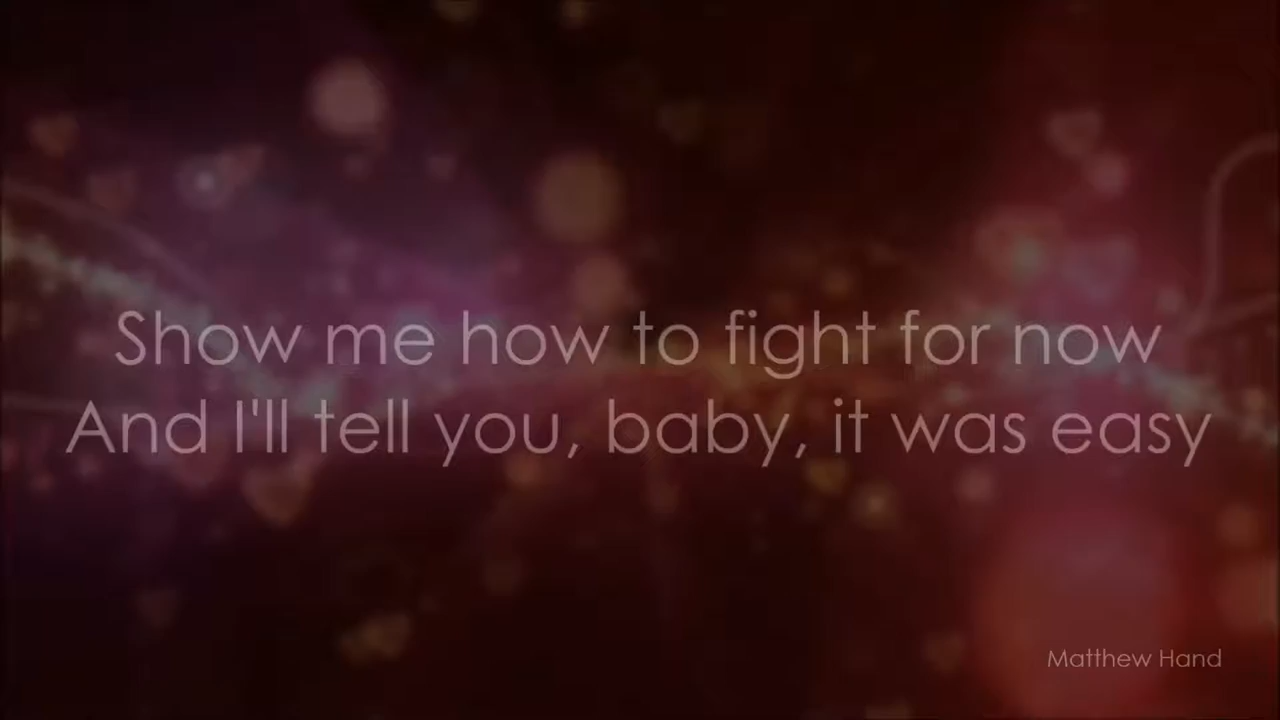 Show me how to fight for now
And I'll tell you, baby, it was easy
Matthew Hand